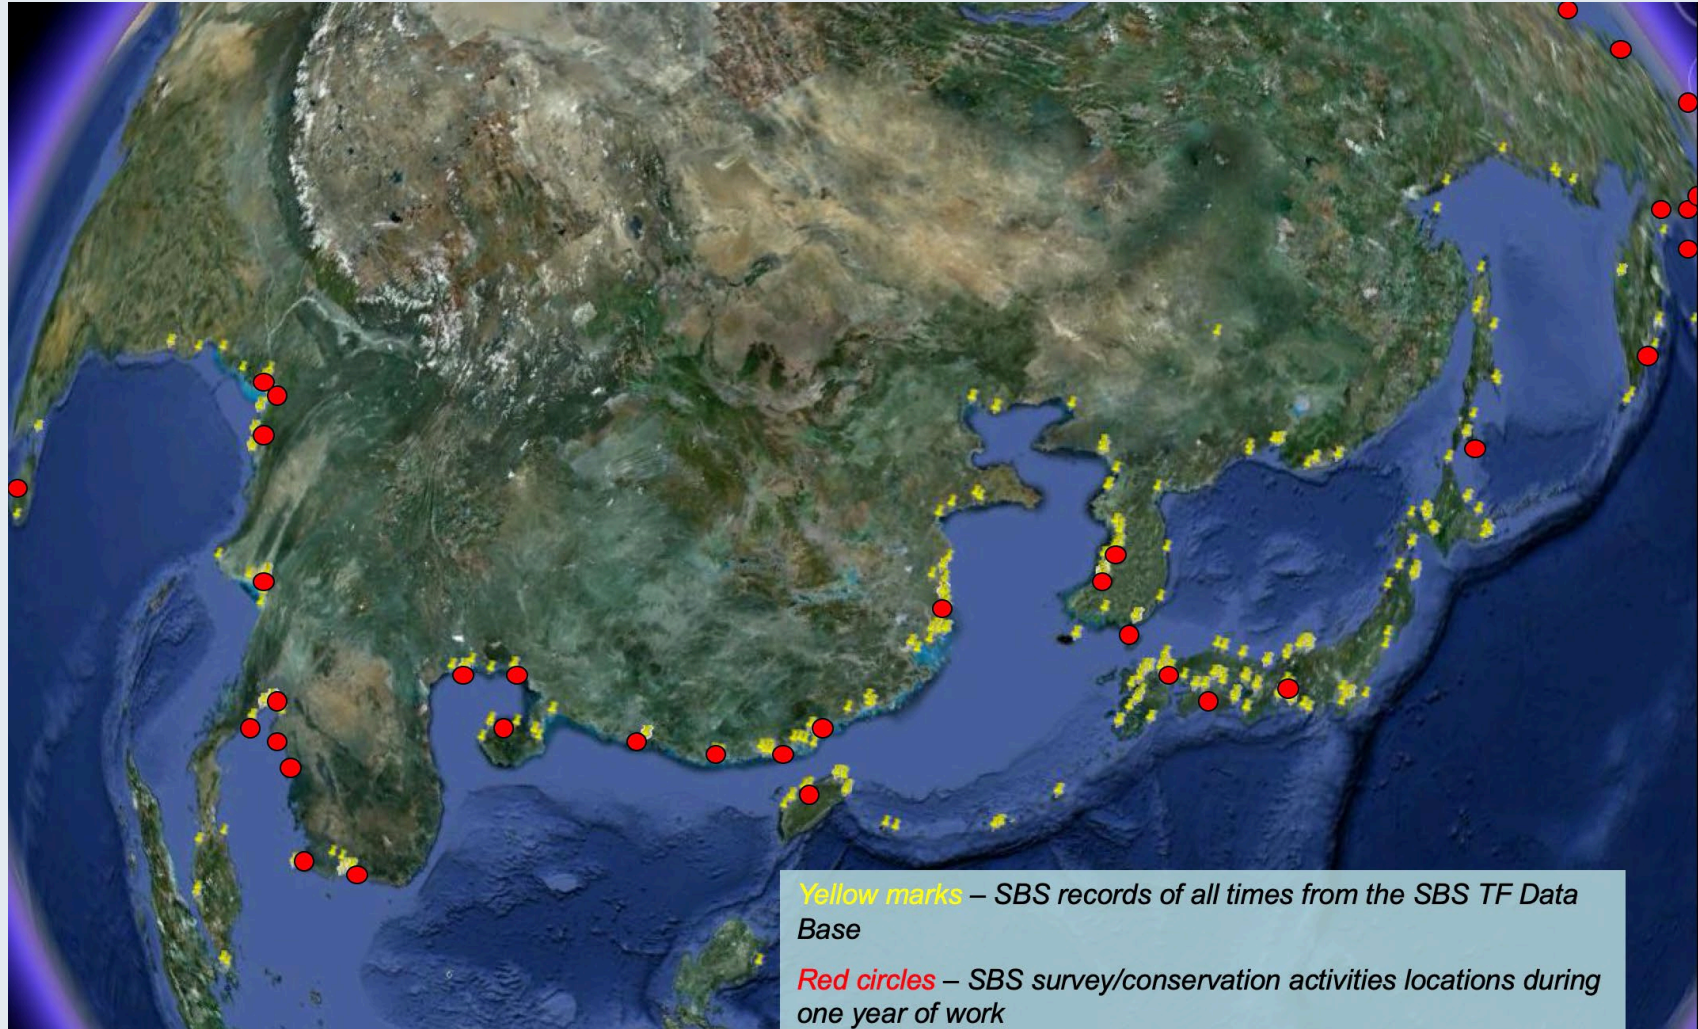 Yellow marks – SBS records of all times from the SBS TF Data
Base
Red circles – SBS survey/conservation activities locations during
one year of work